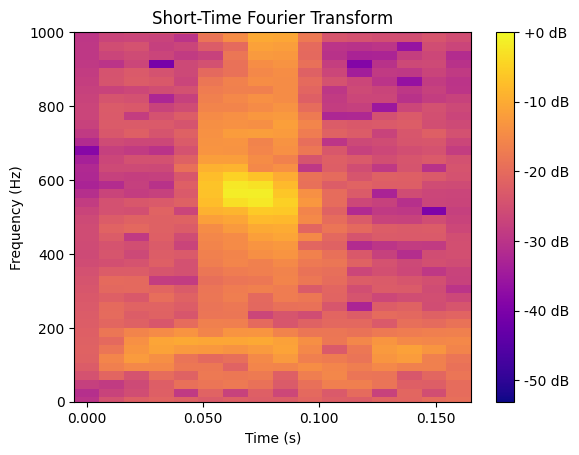 Short-Time Fourier Transform
1000
800
600
400
200
0
Frequency (Hz)
0.000
0.050
0.100
0.150
Time (s)
+0 dB
-10 dB
-20 dB
-30 dB
-40 dB
-50 dB